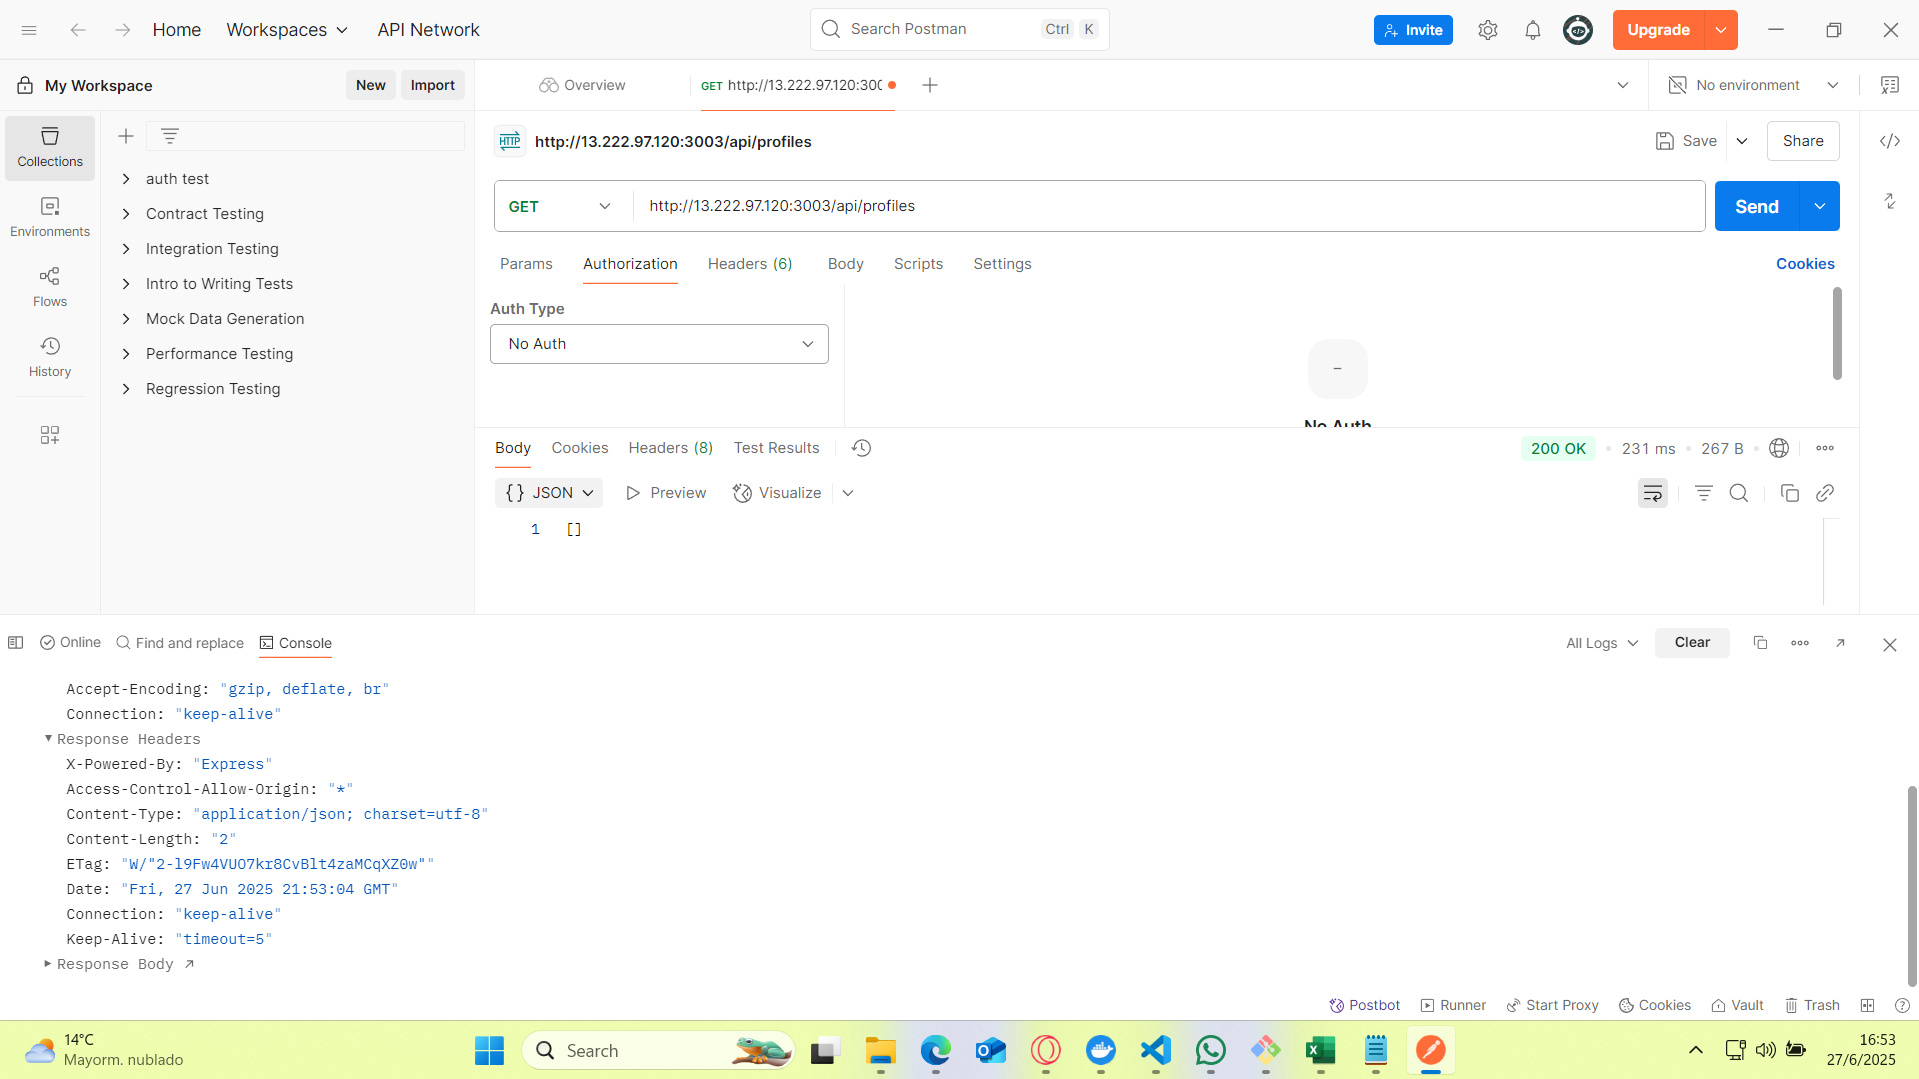 Home
Workspaces
API Network
Search Postman
Ctrl
K
Invite
Upgrade
My Workspace
New
Import
Overview
GET http://13.222.97.120:300
No environment
Collections
Environments
Flows
History
auth test
Contract Testing
Integration Testing
Intro to Writing Tests
Mock Data Generation
Performance Testing
Regression Testing
HTTP
http://13.222.97.120:3003/api/profiles
Save
Share
GET
http://13.222.97.120:3003/api/profiles
Send
Params
Authorization
Headers (6)
Body
Scripts
Settings
Cookies
Auth Type
No Auth
No Auth
Body
Cookies
Headers (8)
Test Results
200 OK
231 ms
267 B
{} JSON
Preview
Visualize
1 []
Online
Find and replace
Console
All Logs
Clear
Accept-Encoding: "gzip, deflate, br"
Connection: "keep-alive"
Response Headers
X-Powered-By: "Express"
Access-Control-Allow-Origin: "*"
Content-Type: "application/json; charset=utf-8"
Content-Length: "2"
ETag: "W/"2-l9Fw4VUO7kr8CvBlt4zaMCqXZ0w""
Date: "Fri, 27 Jun 2025 21:53:04 GMT"
Connection: "keep-alive"
Keep-Alive: "timeout=5"
Response Body
Postbot
Runner
Start Proxy
Cookies
Vault
Trash
14°C
Mayorm. nublado
Search
16:53
27/6/2025